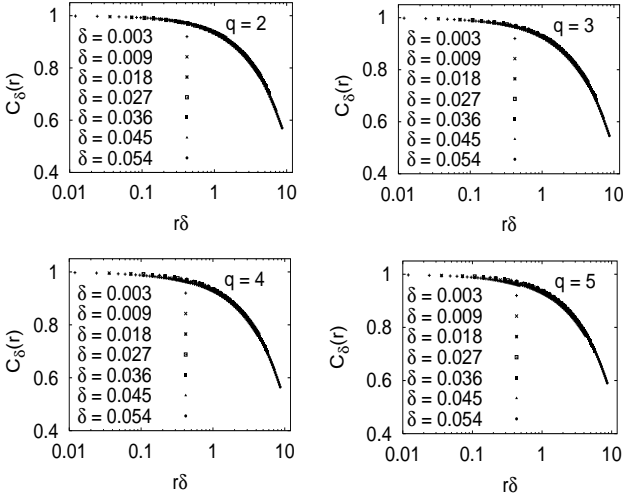 1
0.8
0.6
0.4
C_δ(r)
q = 2
δ = 0.003
δ = 0.009
δ = 0.018
δ = 0.027
δ = 0.036
δ = 0.045
δ = 0.054
0.01 0.1 1 10
rδ
1
0.8
0.6
0.4
C_δ(r)
q = 3
δ = 0.003
δ = 0.009
δ = 0.018
δ = 0.027
δ = 0.036
δ = 0.045
δ = 0.054
0.01 0.1 1 10
rδ
1
0.8
0.6
0.4
C_δ(r)
q = 4
δ = 0.003
δ = 0.009
δ = 0.018
δ = 0.027
δ = 0.036
δ = 0.045
δ = 0.054
0.01 0.1 1 10
rδ
1
0.8
0.6
0.4
C_δ(r)
q = 5
δ = 0.003
δ = 0.009
δ = 0.018
δ = 0.027
δ = 0.036
δ = 0.045
δ = 0.054
0.01 0.1 1 10
rδ